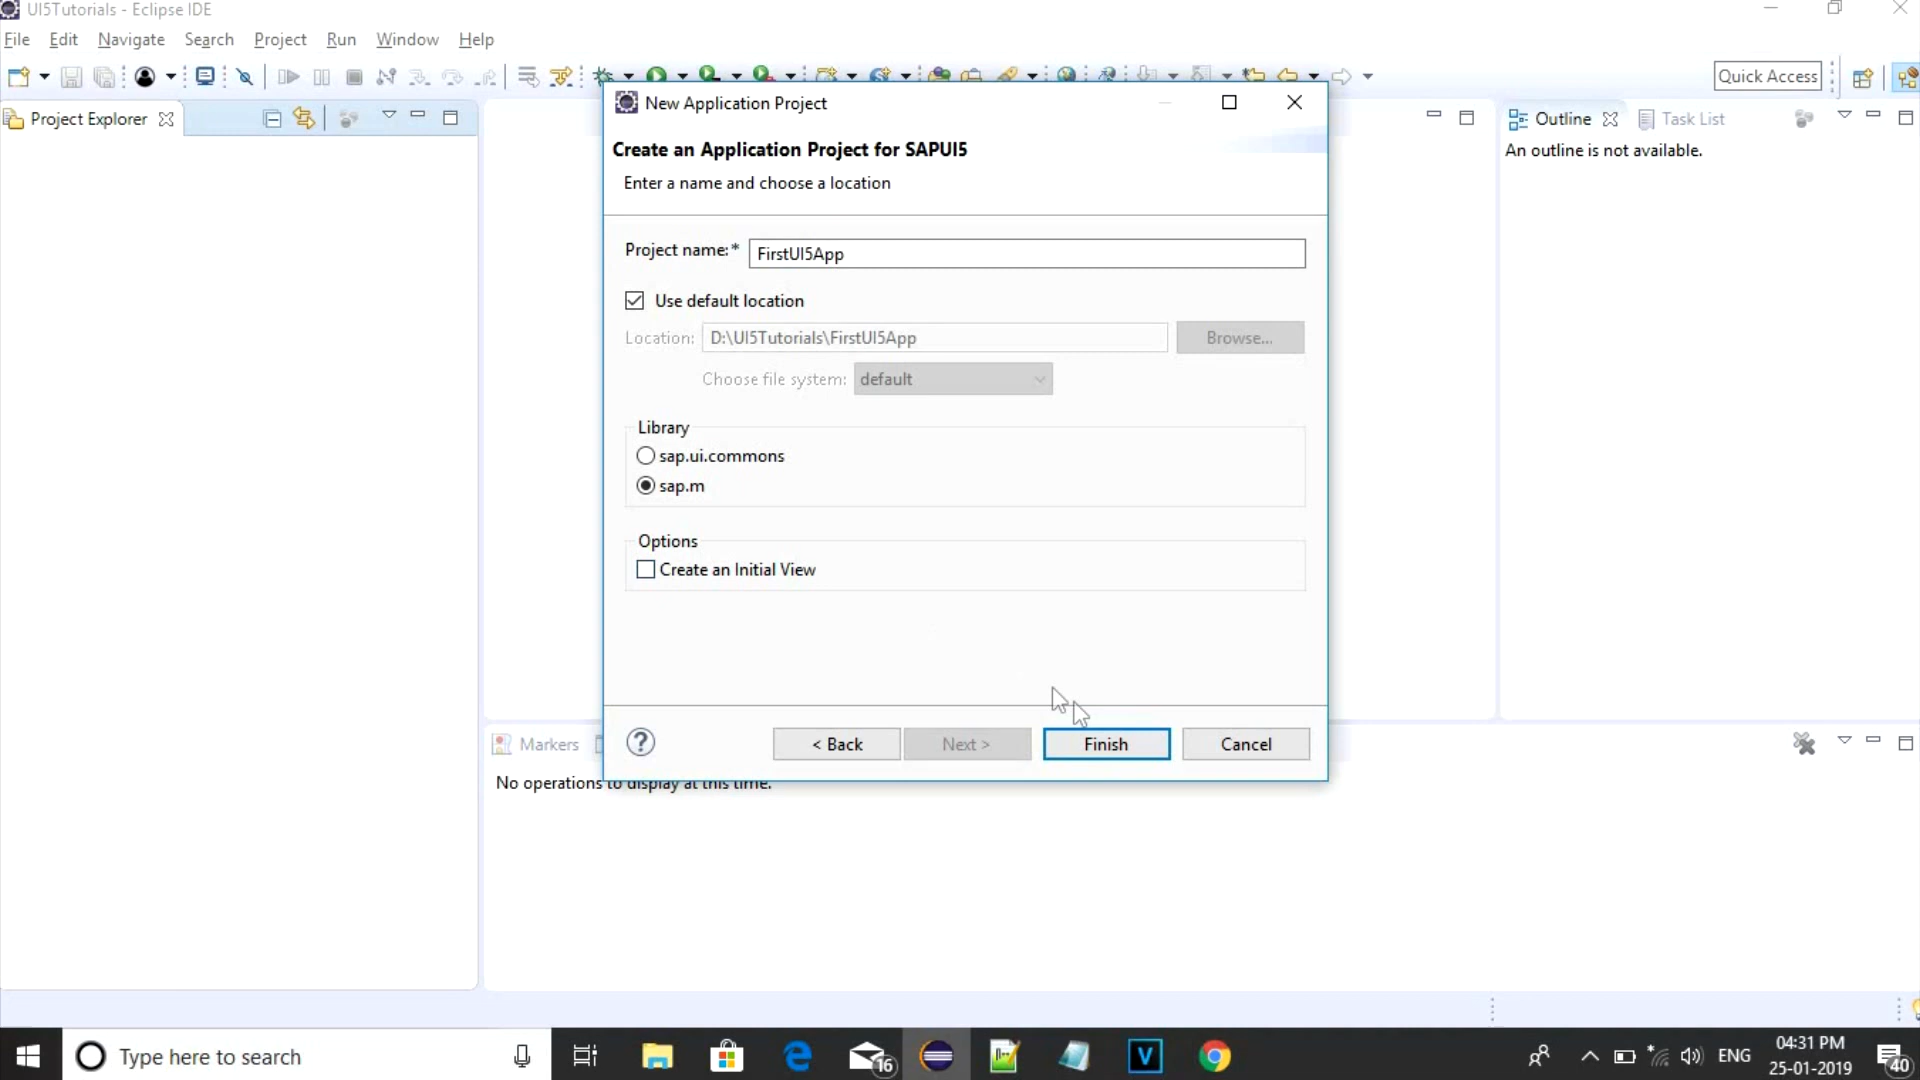 UI5Tutorials - Eclipse IDE
File Edit Navigate Search Project Run Window Help
Quick Access
Project Explorer
New Application Project
Outline Task List
An outline is not available.
Create an Application Project for SAPUI5
Enter a name and choose a location
Project name:* FirstUI5App
Use default location
Location: D:\UI5Tutorials\FirstUI5App Browse...
Choose file system: default
Library
sap.ui.commons
sap.m
Options
Create an Initial View
< Back Next > Finish Cancel
Markers
No operations to display at this time.
Type here to search
16
V
ENG
04:31 PM
25-01-2019
40